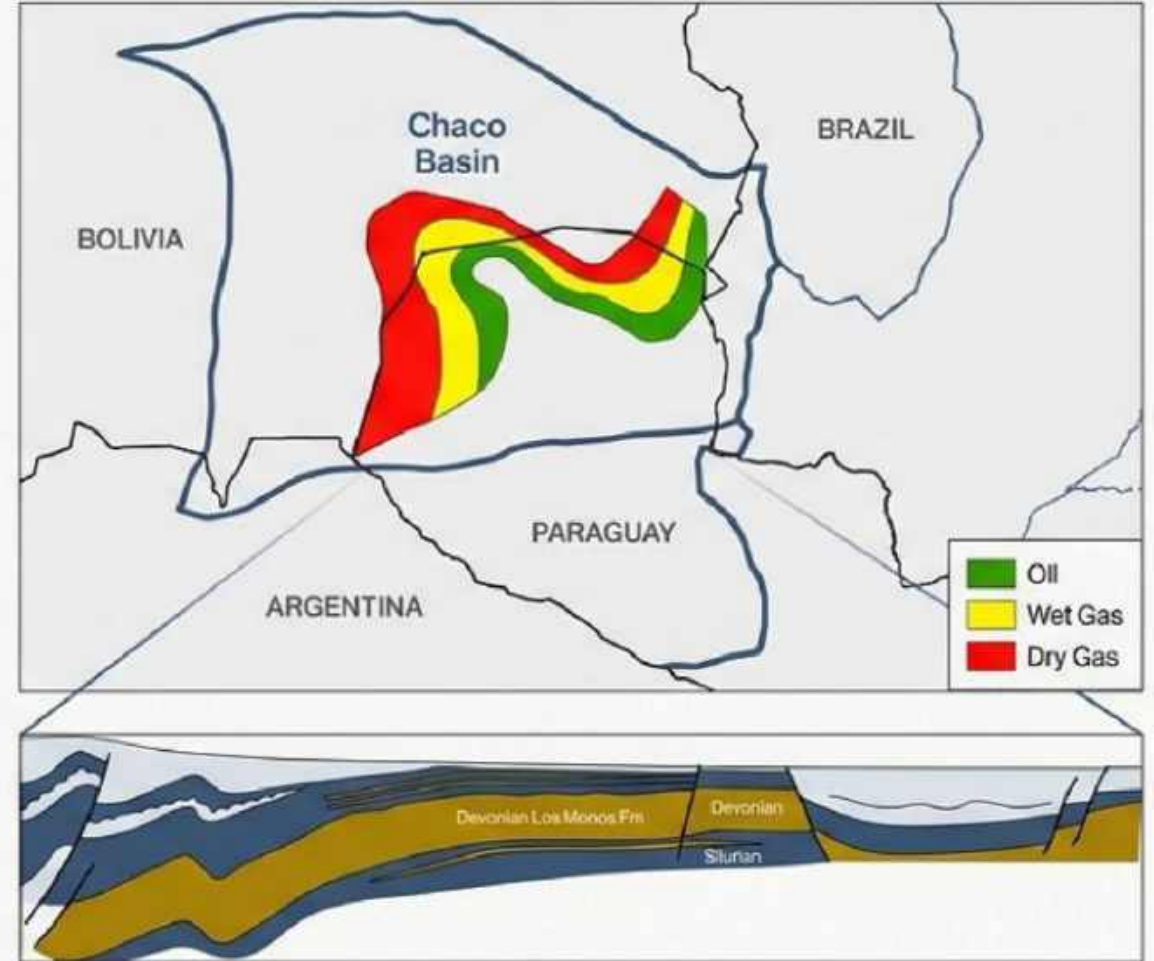 Chaco
Basin
BRAZIL
BOLIVIA
PARAGUAY
ARGENTINA
Oil
Wet Gas
Dry Gas
Devonian Los Monos Fm
Devonian
Silurian